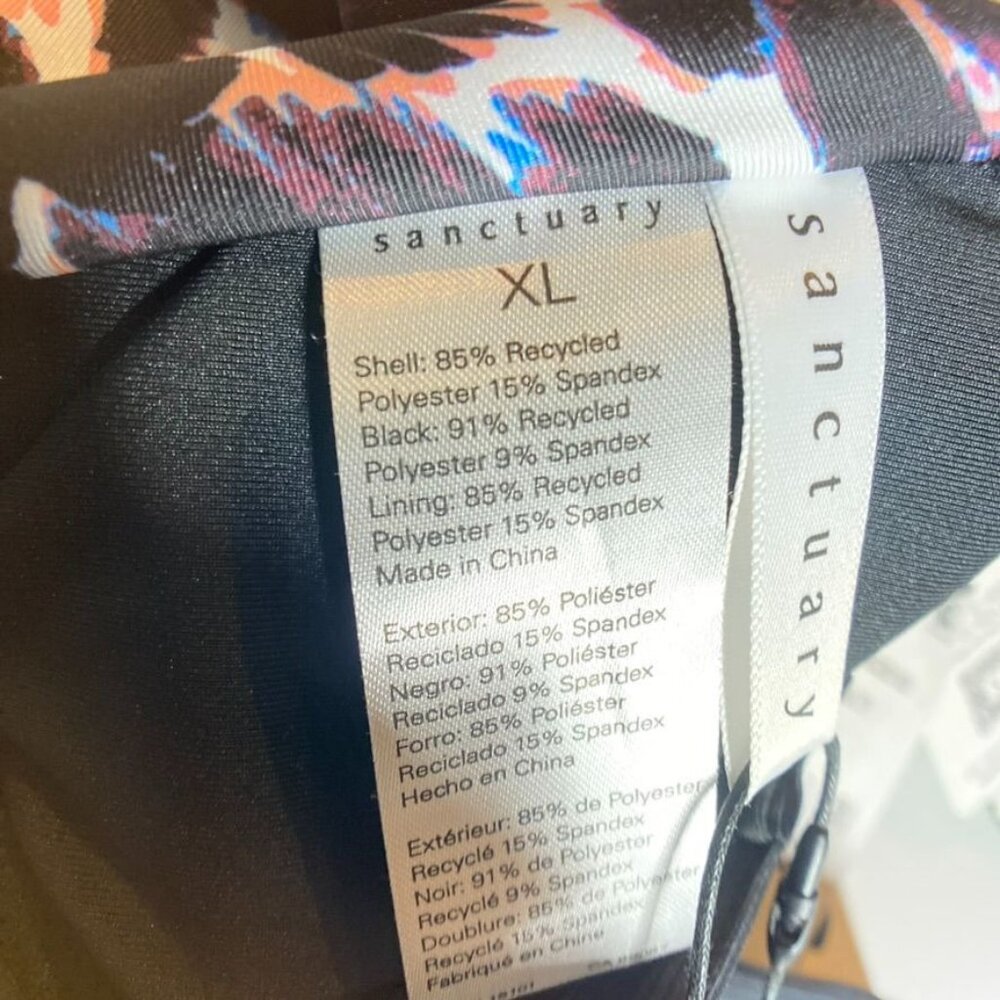 sanctuary
XL
Shell: 85% Recycled
Polyester 15% Spandex
Black: 91% Recycled
Polyester 9% Spandex
Lining: 85% Recycled
Polyester 15% Spandex
Made in China
Exterior: 85% Poliéster
Reciclado 15% Spandex
Negro: 91% Poliéster
Reciclado 9% Spandex
Forro: 85% Poliéster
Reciclado 15% Spandex
Hecho en China
Extérieur: 85% de Polyester
Recyclé 15% Spandex
Noir: 91% de Polyester
Recyclé 9% Spandex
Doublure: 85% de Polyester
Recyclé 15% Spandex
Fabriqué en Chine
sanctuary